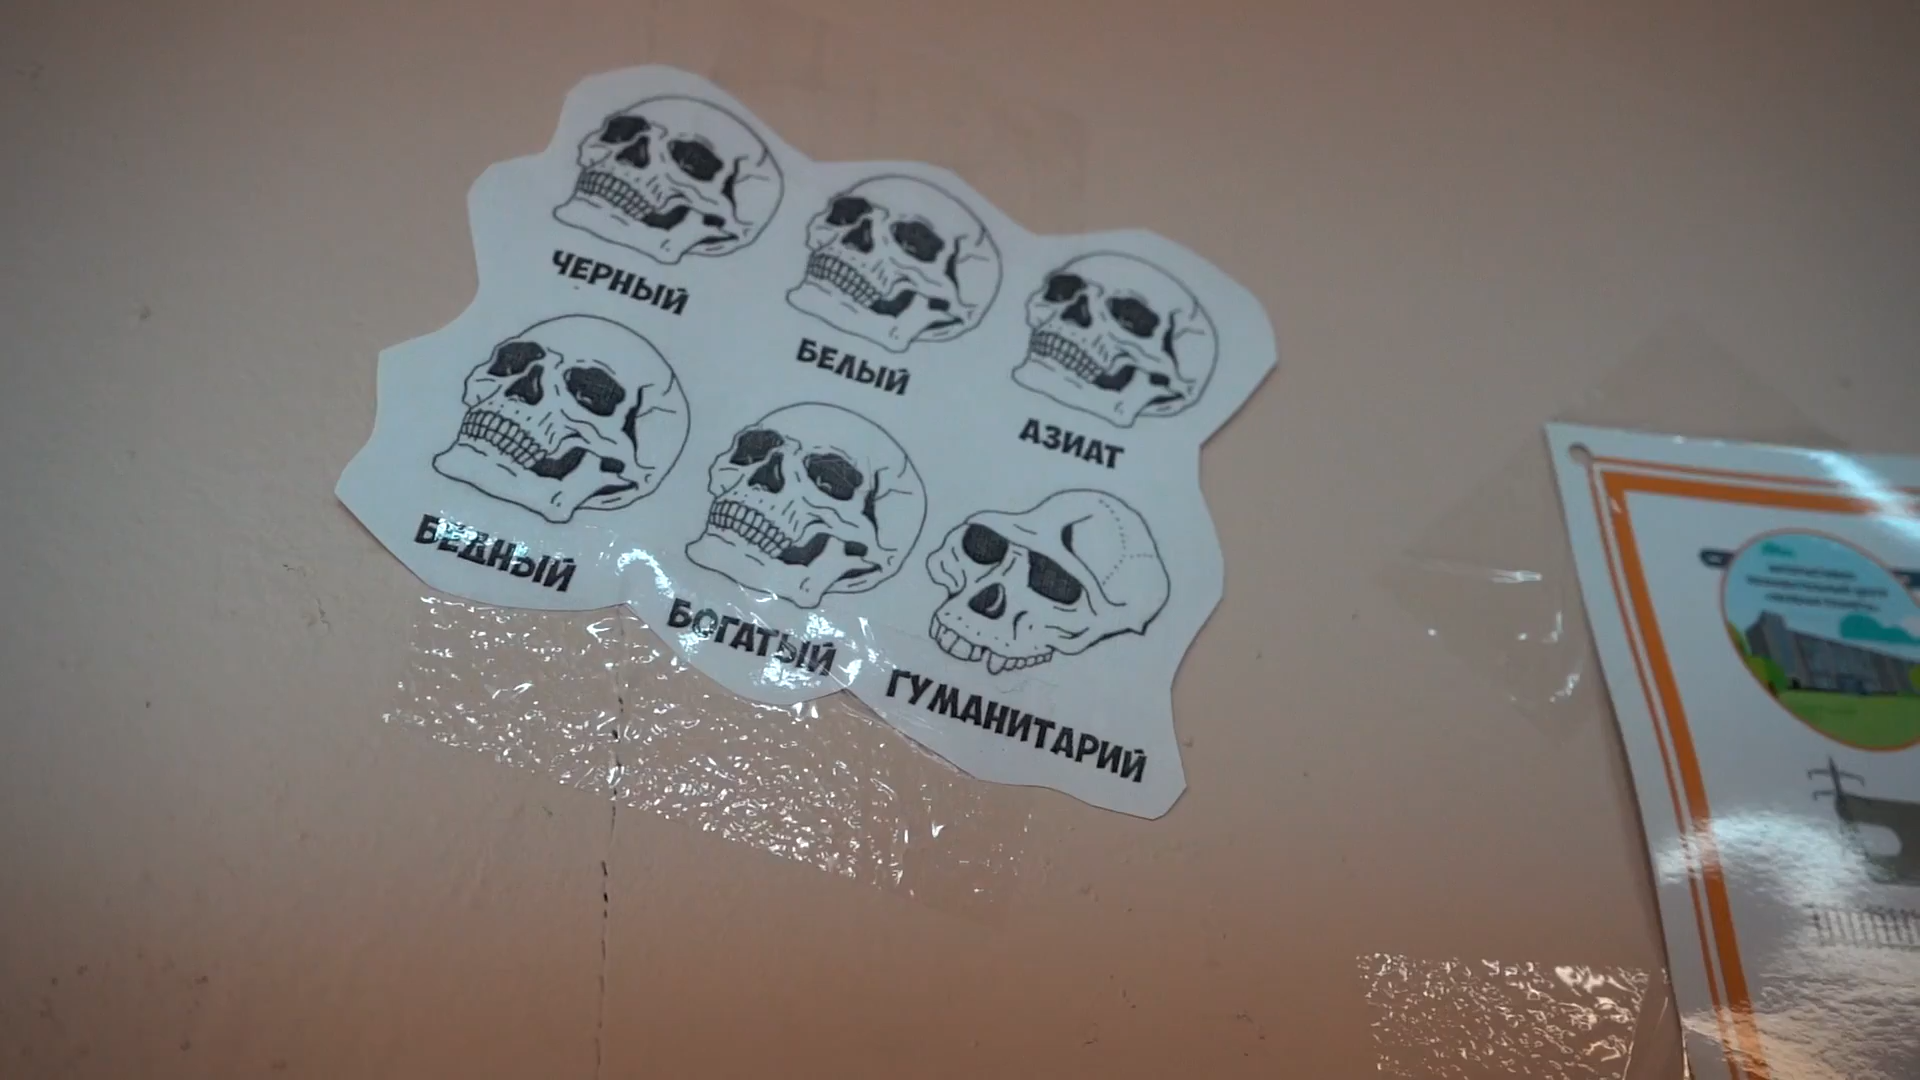 ЧЕРНЫЙ
БЕЛЫЙ
АЗИАТ
БЕДНЫЙ
БОГАТЫЙ
ГУМАНИТАРИЙ